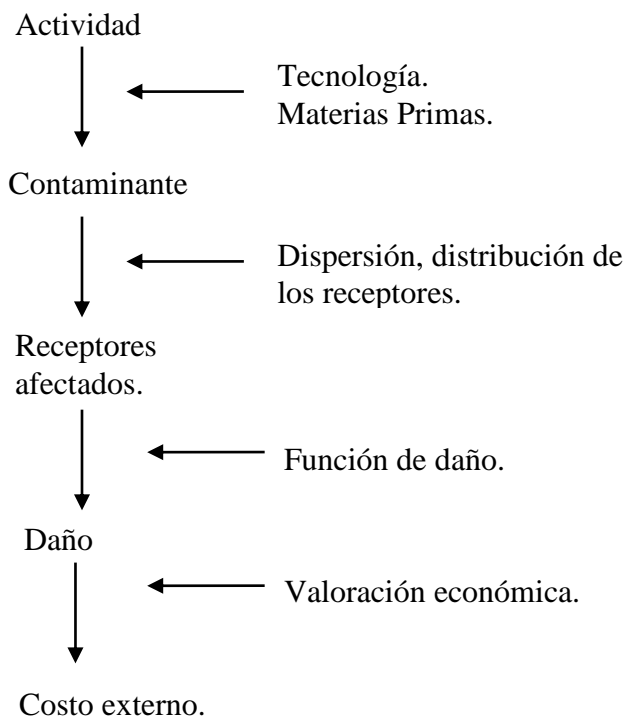 Actividad
Tecnología.
Materias Primas.
Contaminante
Dispersión, distribución de
los receptores.
Receptores
afectados.
Función de daño.
Daño
Valoración económica.
Costo externo.